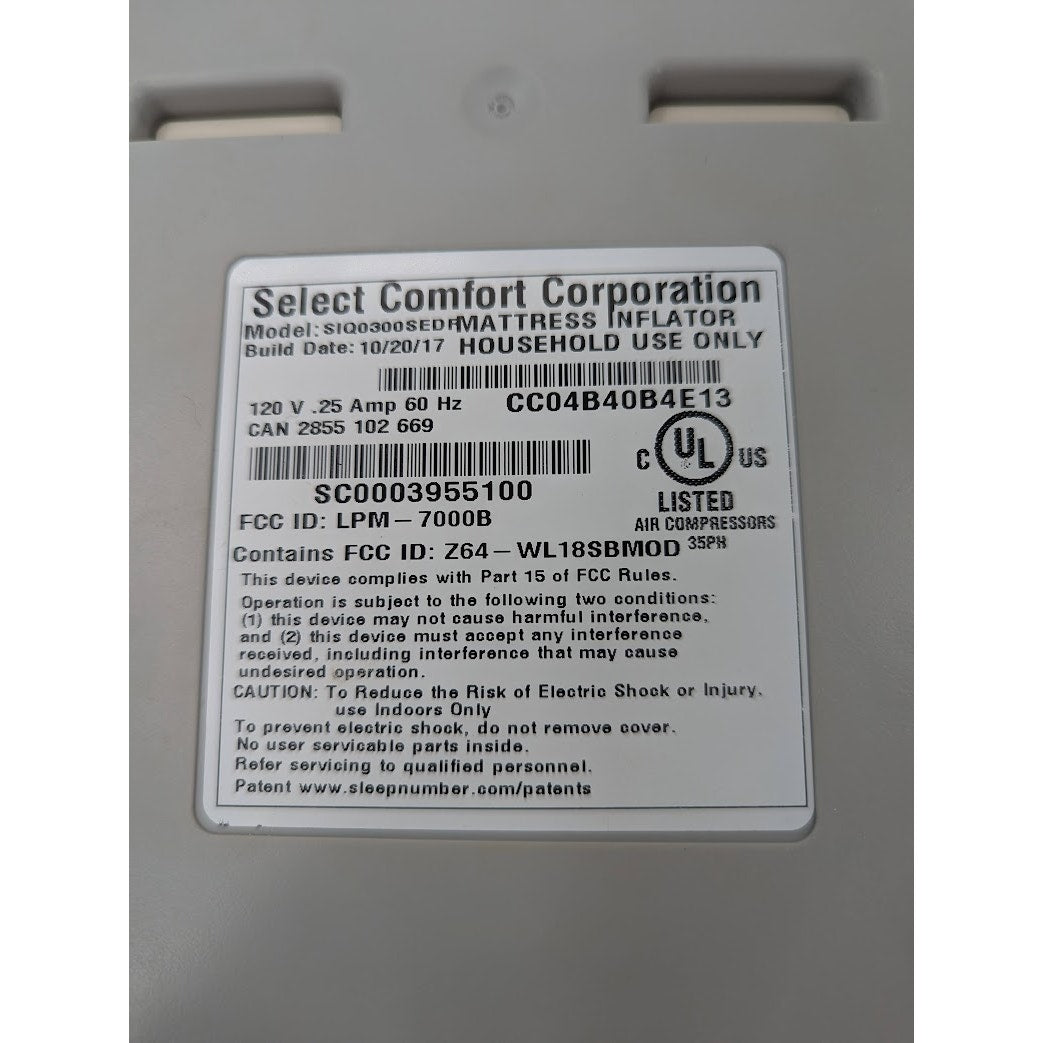 Select Comfort Corporation
Model: SIQ0300SEDR MATTRESS INFLATOR
Build Date: 10/20/17 HOUSEHOLD USE ONLY
120 V .25 Amp 60 Hz CC04B40B4E13
CAN 2855 102 669
C UL US
SC0003955100
LISTED
FCC ID: LPM-7000B
AIR COMPRESSORS
Contains FCC ID: Z64-WL18SBMOD 35PH
This device complies with Part 15 of FCC Rules.
Operation is subject to the following two conditions:
(1) this device may not cause harmful interference,
and (2) this device must accept any interference
received, including interference that may cause
undesired operation.
CAUTION: To Reduce the Risk of Electric Shock or Injury.
use Indoors Only
To prevent electric shock, do not remove cover.
No user servicable parts inside.
Refer servicing to qualified personnel.
Patent www.sleepnumber.com/patents